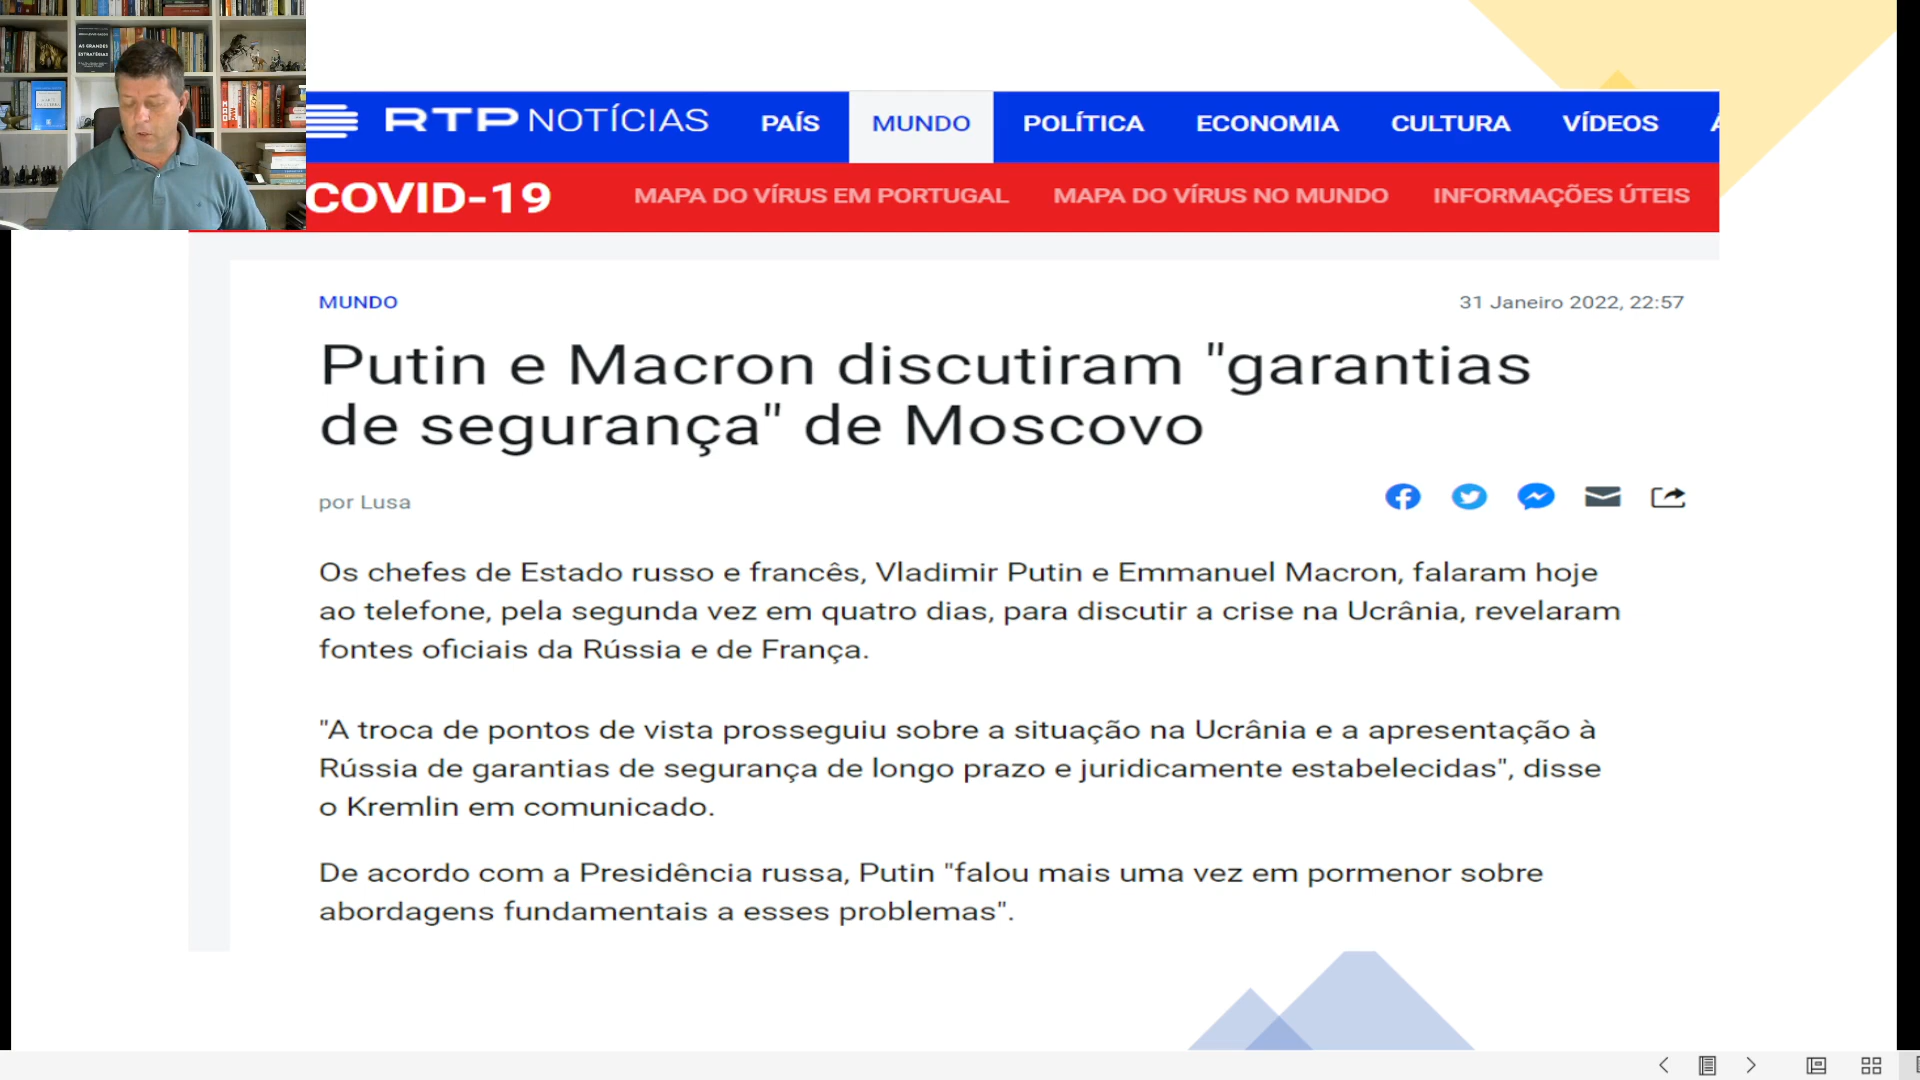 AS GRANDES
ESTRATÉGIAS
RTP NOTÍCIAS
PAÍS
MUNDO
POLÍTICA
ECONOMIA
CULTURA
VÍDEOS
COVID-19
MAPA DO VÍRUS EM PORTUGAL
MAPA DO VÍRUS NO MUNDO
INFORMAÇÕES ÚTEIS
MUNDO
31 Janeiro 2022, 22:57
Putin e Macron discutiram "garantias
de segurança" de Moscovo
por Lusa
Os chefes de Estado russo e francês, Vladimir Putin e Emmanuel Macron, falaram hoje
ao telefone, pela segunda vez em quatro dias, para discutir a crise na Ucrânia, revelaram
fontes oficiais da Rússia e de França.
"A troca de pontos de vista prosseguiu sobre a situação na Ucrânia e a apresentação à
Rússia de garantias de segurança de longo prazo e juridicamente estabelecidas", disse
o Kremlin em comunicado.
De acordo com a Presidência russa, Putin "falou mais uma vez em pormenor sobre
abordagens fundamentais a esses problemas".